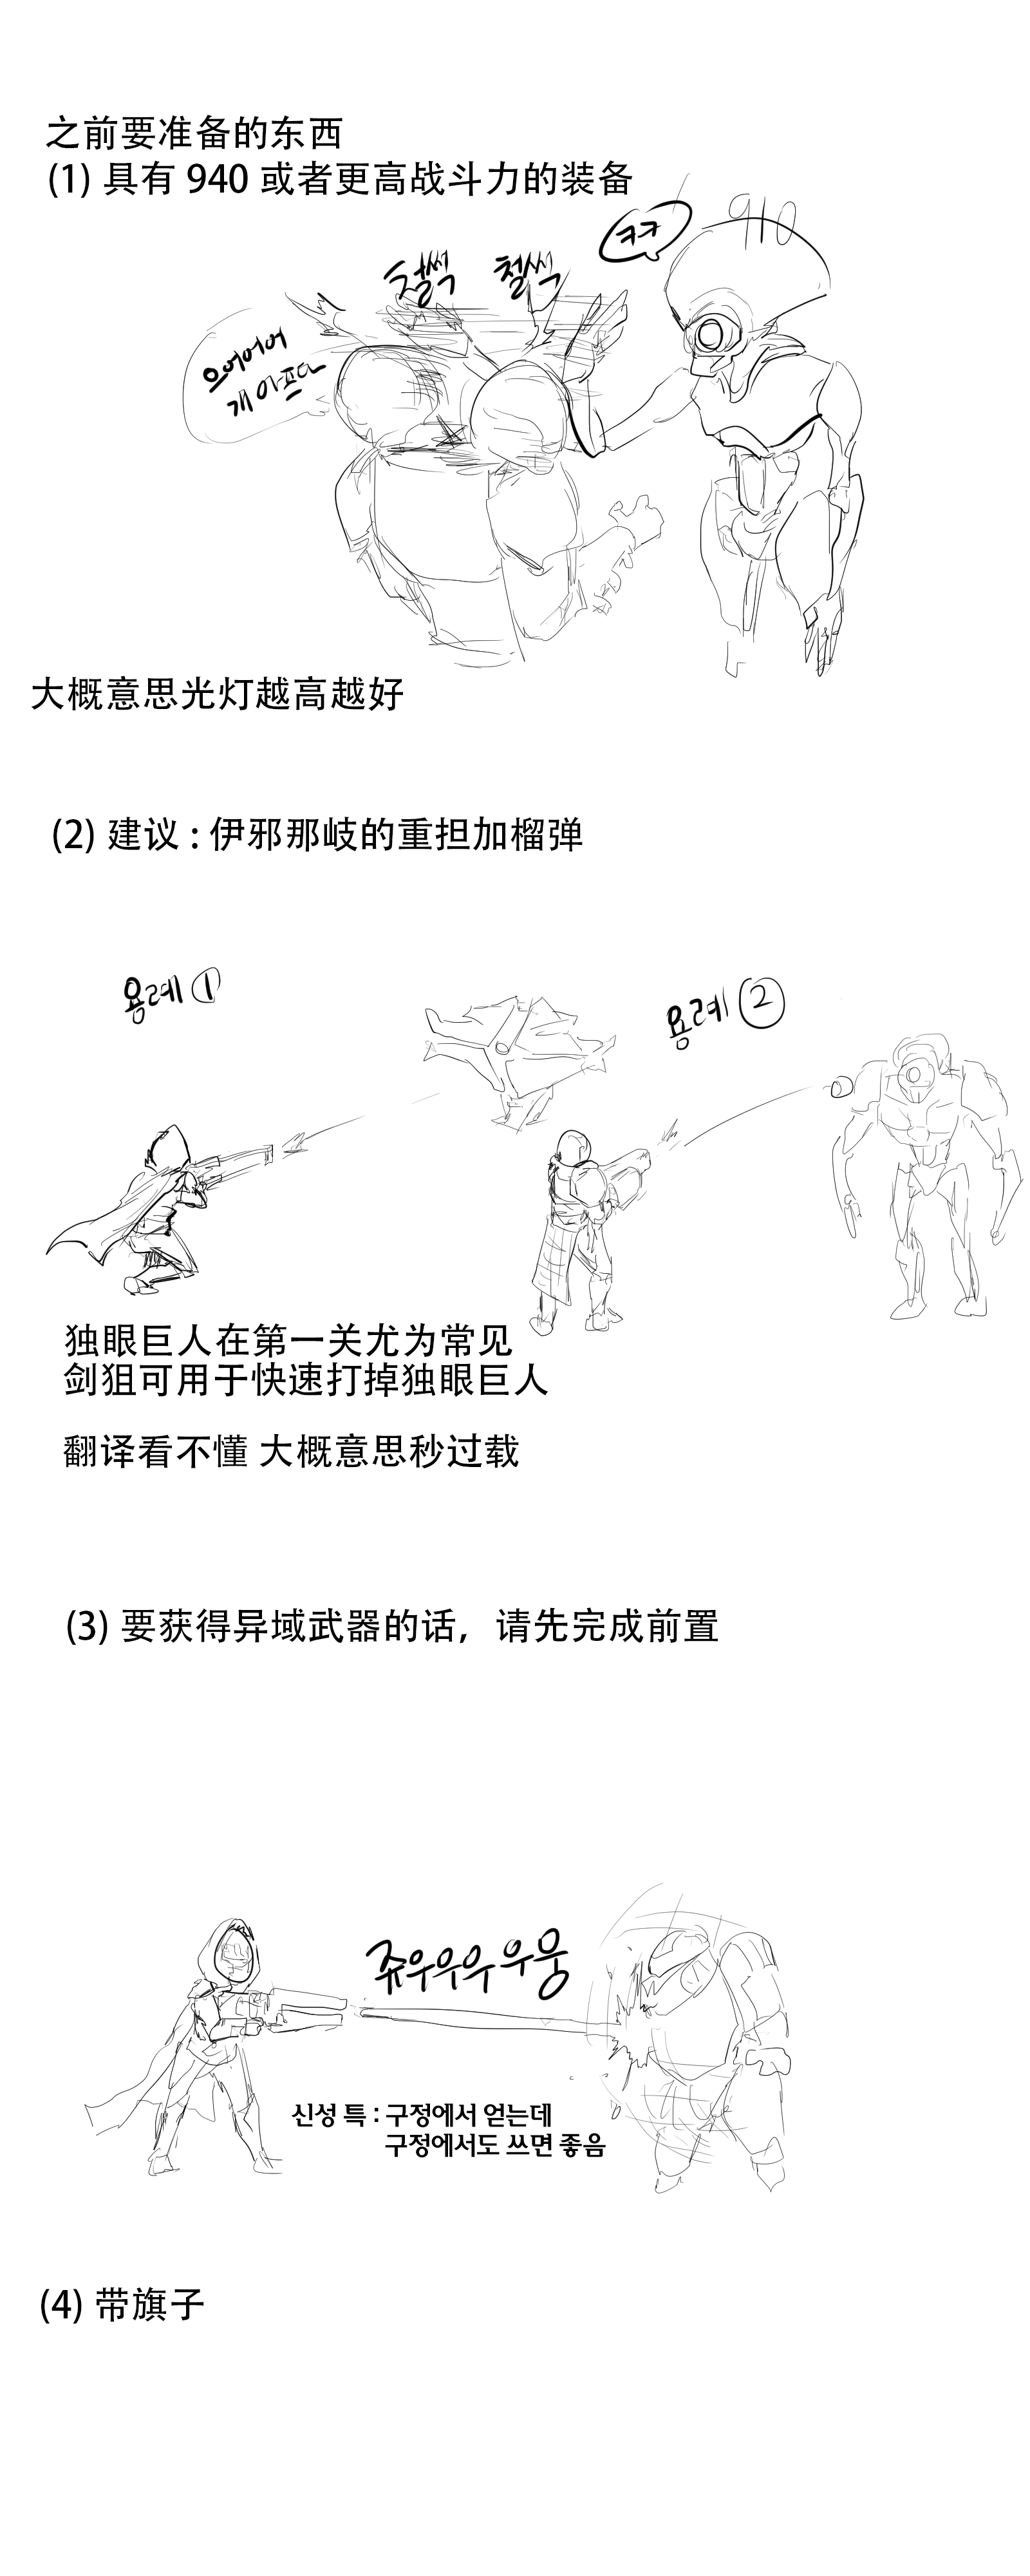 之前要准备的东西
(1) 具有 940 或者更高战斗力的装备
910
ㅋㅋ
찰싹
철썩
으어어어
개 아프다
大概意思光灯越高越好
(2) 建议 : 伊邪那岐的重担加榴弹
용례 ①
용례 ②
独眼巨人在第一关尤为常见
剑狙可用于快速打掉独眼巨人
翻译看不懂 大概意思秒过载
(3) 要获得异域武器的话，请先完成前置
쥬우우우 우웅
신성 특 : 구정에서 얻는데
구정에서도 쓰면 좋음
(4) 带旗子